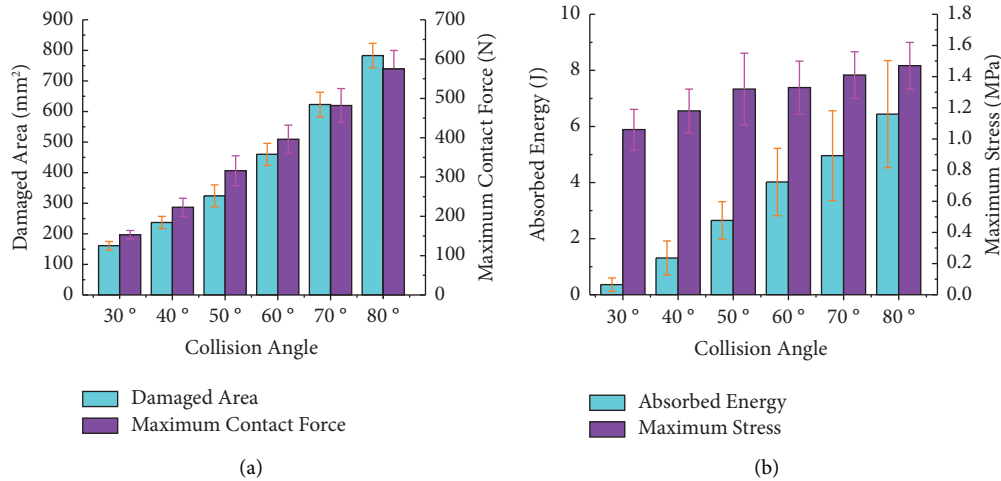 (a)
900
800
700
600
500
400
300
200
100
0
Damaged Area (mm²)
700
600
500
400
300
200
100
0
Maximum Contact Force (N)
30 º 40 º 50 º 60 º 70 º 80 º
Collision Angle
Damaged Area
Maximum Contact Force
(a)
(b)
10
8
6
4
2
0
Absorbed Energy (J)
1.8
1.6
1.4
1.2
1.0
0.8
0.6
0.4
0.2
0.0
Maximum Stress (MPa)
30 º 40 º 50 º 60 º 70 º 80 º
Collision Angle
Absorbed Energy
Maximum Stress
(b)